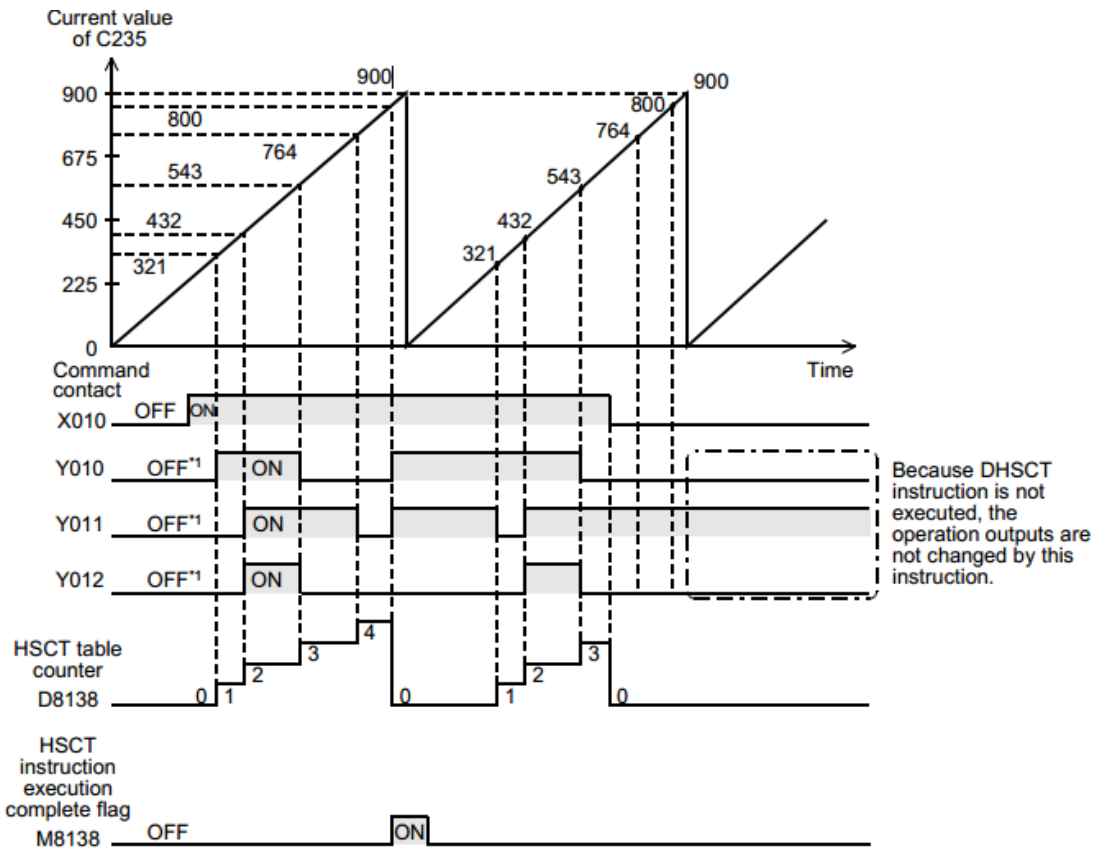 Current value
of C235
900
900
900
800
800
764
764
675
543
543
450
432
432
321
321
225
0
Command
contact
Time
X010
OFF
ON
Y010
OFF*1
ON
Y011
OFF*1
ON
Y012
OFF*1
ON
Because DHSCT
instruction is not
executed, the
operation outputs are
not changed by this
instruction.
HSCT table
counter
D8138
0
1
2
3
4
0
1
2
3
0
HSCT
instruction
execution
complete flag
M8138
OFF
ON